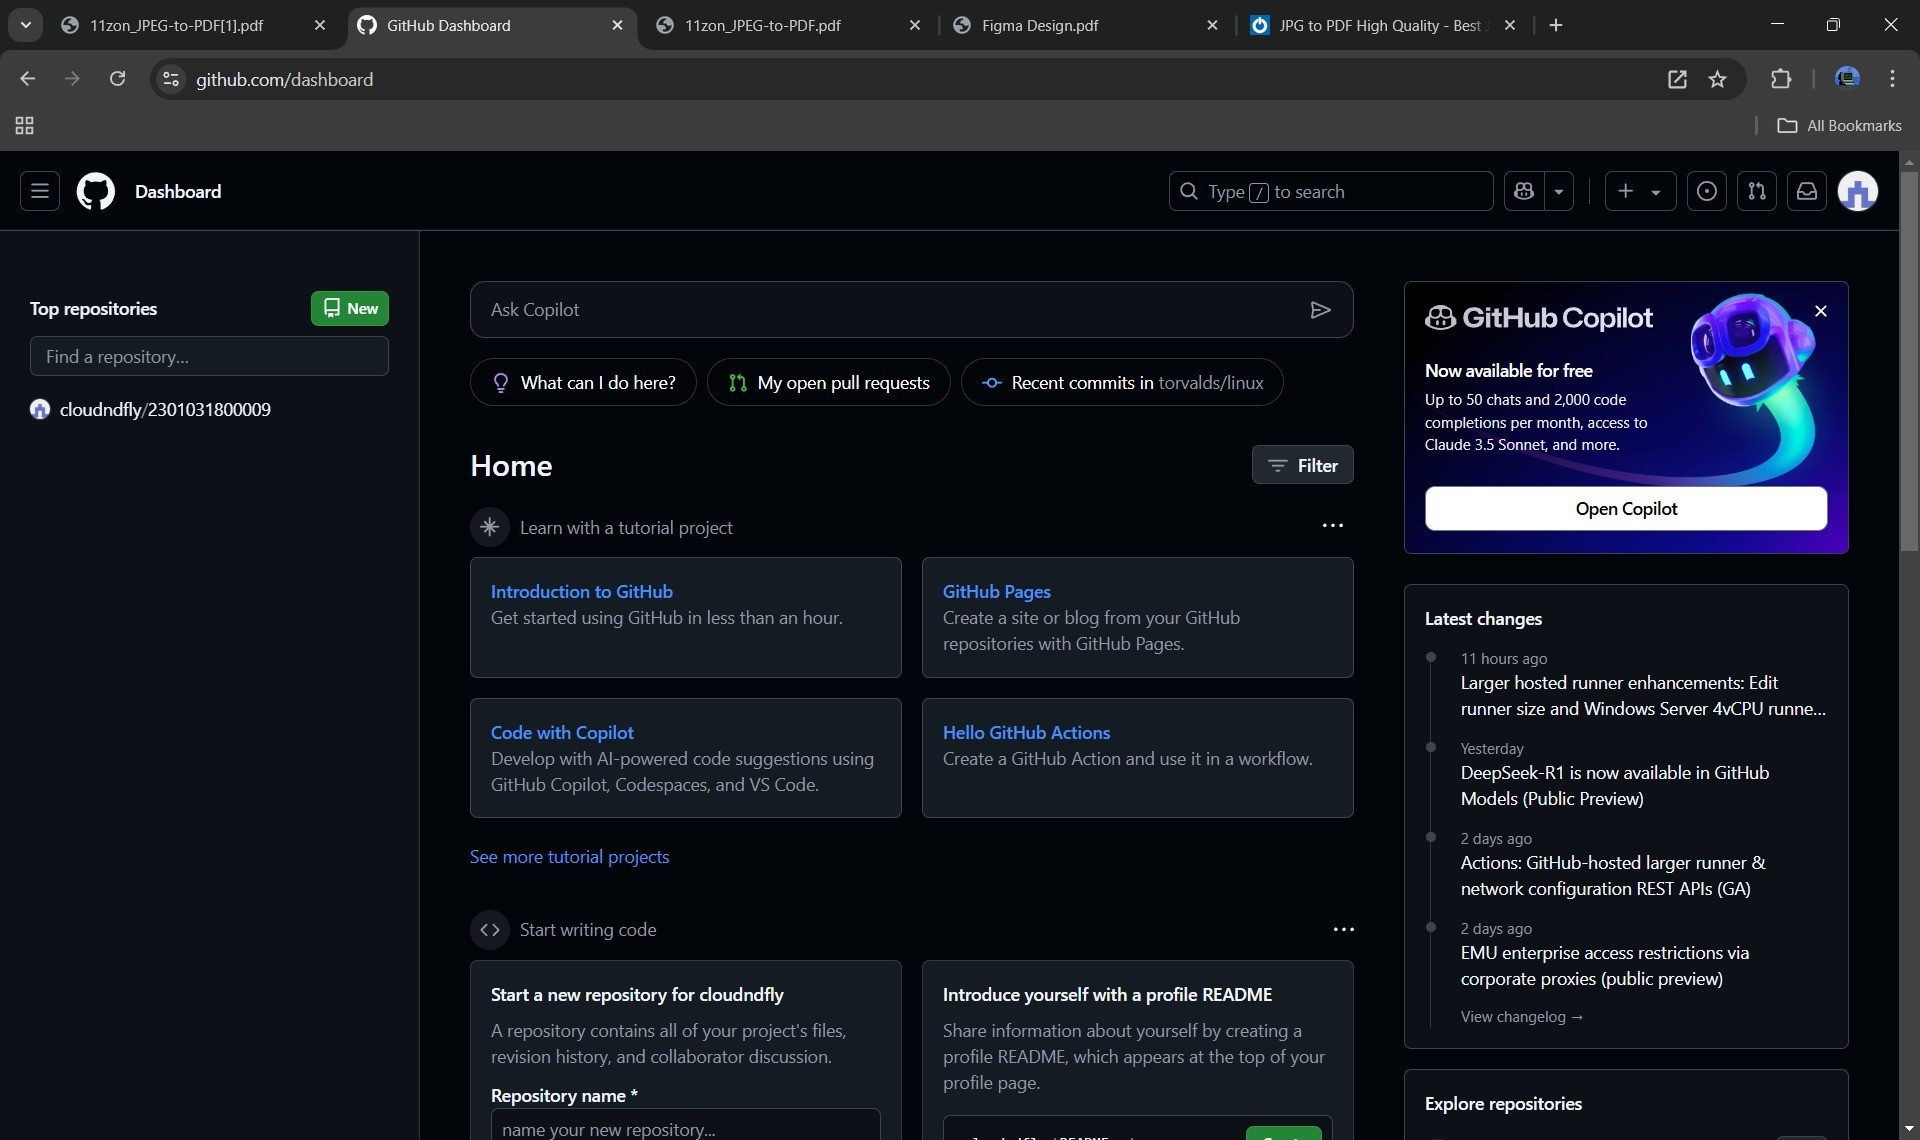 11zon_JPEG-to-PDF[1].pdf
GitHub Dashboard
11zon_JPEG-to-PDF.pdf
Figma Design.pdf
JPG to PDF High Quality - Best
github.com/dashboard
All Bookmarks
Dashboard
Type / to search
Top repositories
New
Find a repository...
cloudndfly/2301031800009
Ask Copilot
What can I do here?
My open pull requests
Recent commits in torvalds/linux
Home
Filter
Learn with a tutorial project
Introduction to GitHub
Get started using GitHub in less than an hour.
GitHub Pages
Create a site or blog from your GitHub
repositories with GitHub Pages.
Code with Copilot
Develop with AI-powered code suggestions using
GitHub Copilot, Codespaces, and VS Code.
Hello GitHub Actions
Create a GitHub Action and use it in a workflow.
See more tutorial projects
Start writing code
Start a new repository for cloudndfly
A repository contains all of your project's files,
revision history, and collaborator discussion.
Repository name *
name your new repository...
Introduce yourself with a profile README
Share information about yourself by creating a
profile README, which appears at the top of your
profile page.
GitHub Copilot
Now available for free
Up to 50 chats and 2,000 code
completions per month, access to
Claude 3.5 Sonnet, and more.
Open Copilot
Latest changes
11 hours ago
Larger hosted runner enhancements: Edit
runner size and Windows Server 4vCPU runne...
Yesterday
DeepSeek-R1 is now available in GitHub
Models (Public Preview)
2 days ago
Actions: GitHub-hosted larger runner &
network configuration REST APIs (GA)
2 days ago
EMU enterprise access restrictions via
corporate proxies (public preview)
View changelog →
Explore repositories